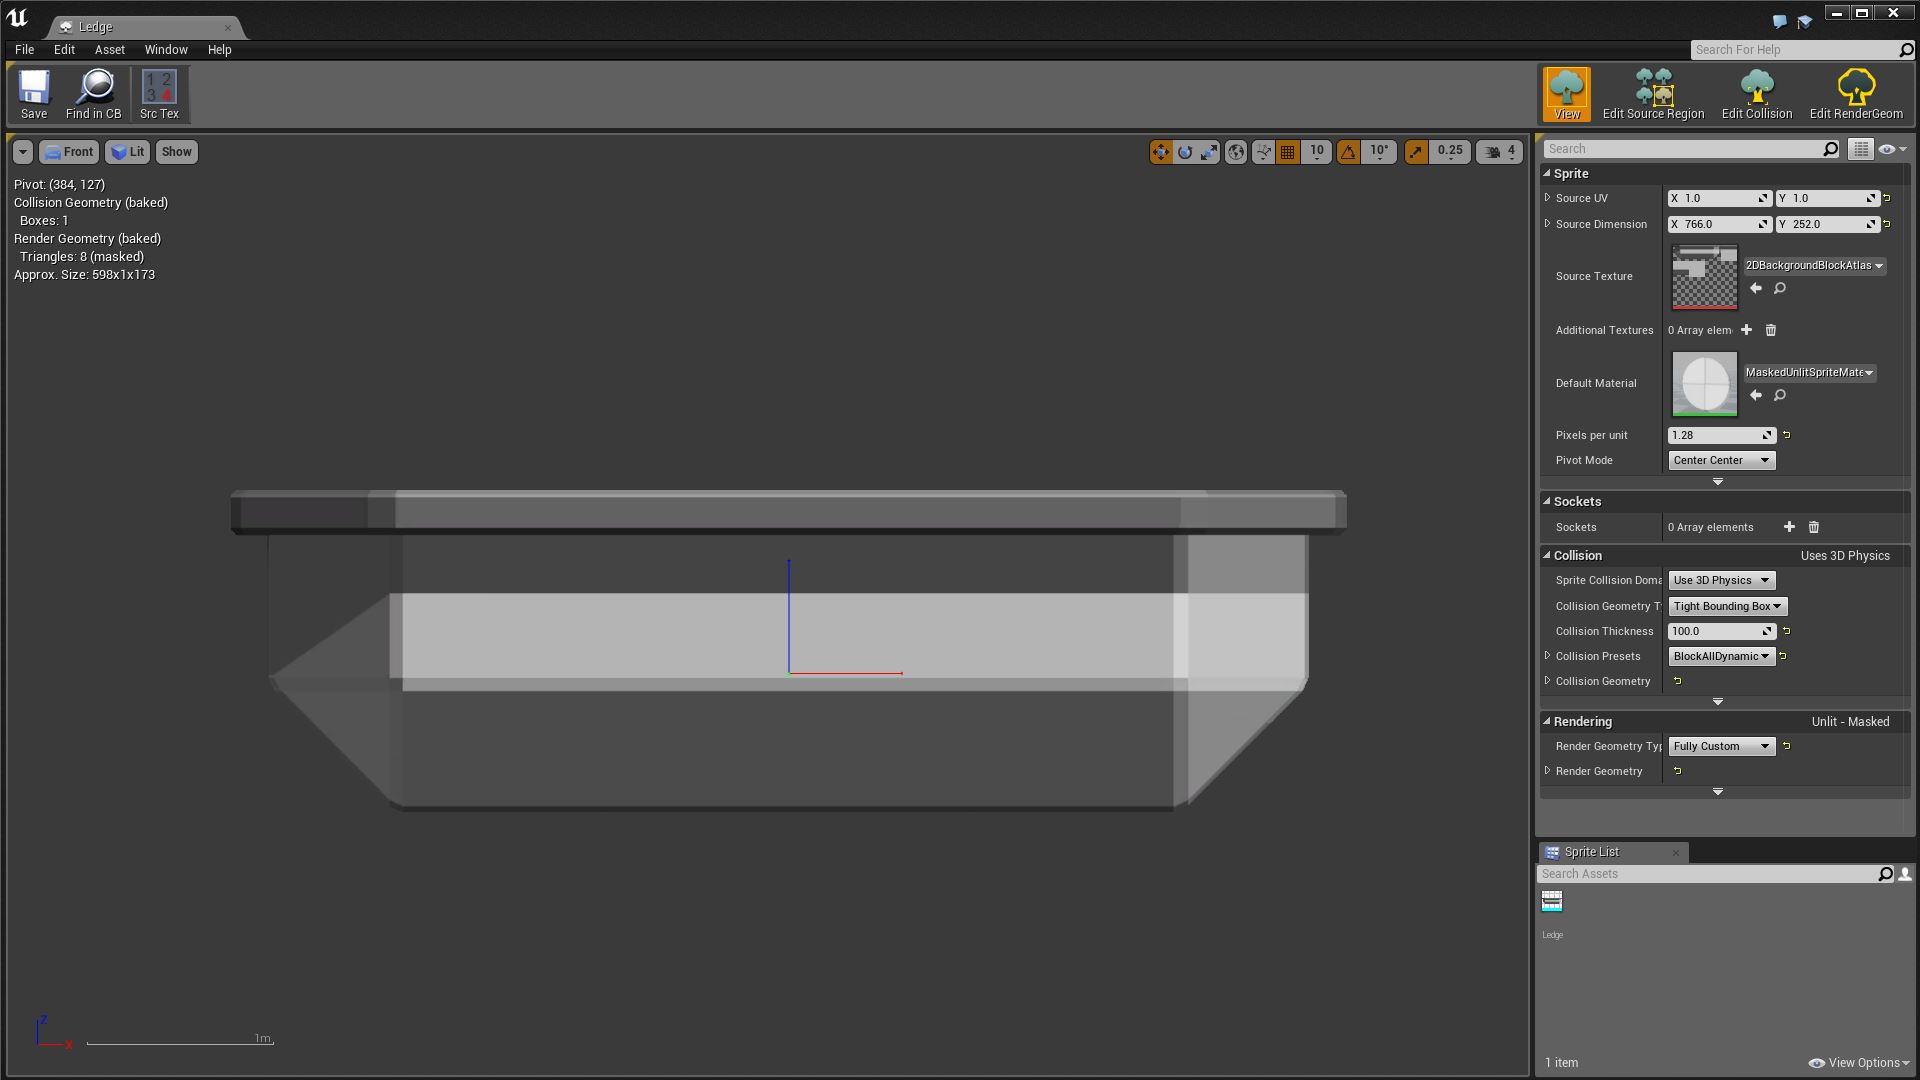 Ledge
File Edit Asset Window Help
Search For Help
Save
Find in CB
1 2
3 4
Src Tex
View
Edit Source Region
Edit Collision
Edit RenderGeom
Front
Lit
Show
10
10°
0.25
4
Pivot: (384, 127)
Collision Geometry (baked)
Boxes: 1
Render Geometry (baked)
Triangles: 8 (masked)
Approx. Size: 598x1x173
Z
X
1m
Search
Sprite
Source UV X 1.0 Y 1.0
Source Dimension X 766.0 Y 252.0
Source Texture 2DBackgroundBlockAtlas
Additional Textures 0 Array elem
Default Material MaskedUnlitSpriteMate
Pixels per unit 1.28
Pivot Mode Center Center
Sockets
Sockets 0 Array elements
Collision Uses 3D Physics
Sprite Collision Doma Use 3D Physics
Collision Geometry T Tight Bounding Box
Collision Thickness 100.0
Collision Presets BlockAllDynamic
Collision Geometry
Rendering Unlit - Masked
Render Geometry Typ Fully Custom
Render Geometry
Sprite List
Search Assets
Ledge
1 item
View Options